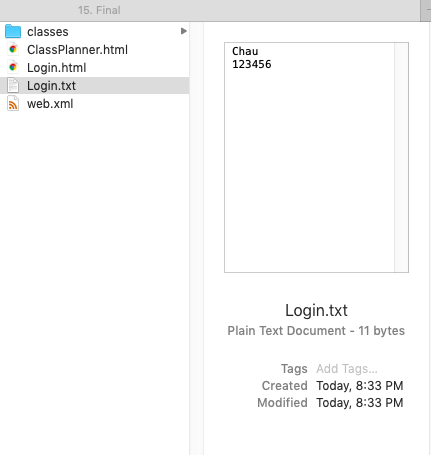 15. Final
classes
ClassPlanner.html
Login.html
Login.txt
web.xml
Chau
123456
Login.txt
Plain Text Document - 11 bytes
Tags Add Tags...
Created Today, 8:33 PM
Modified Today, 8:33 PM